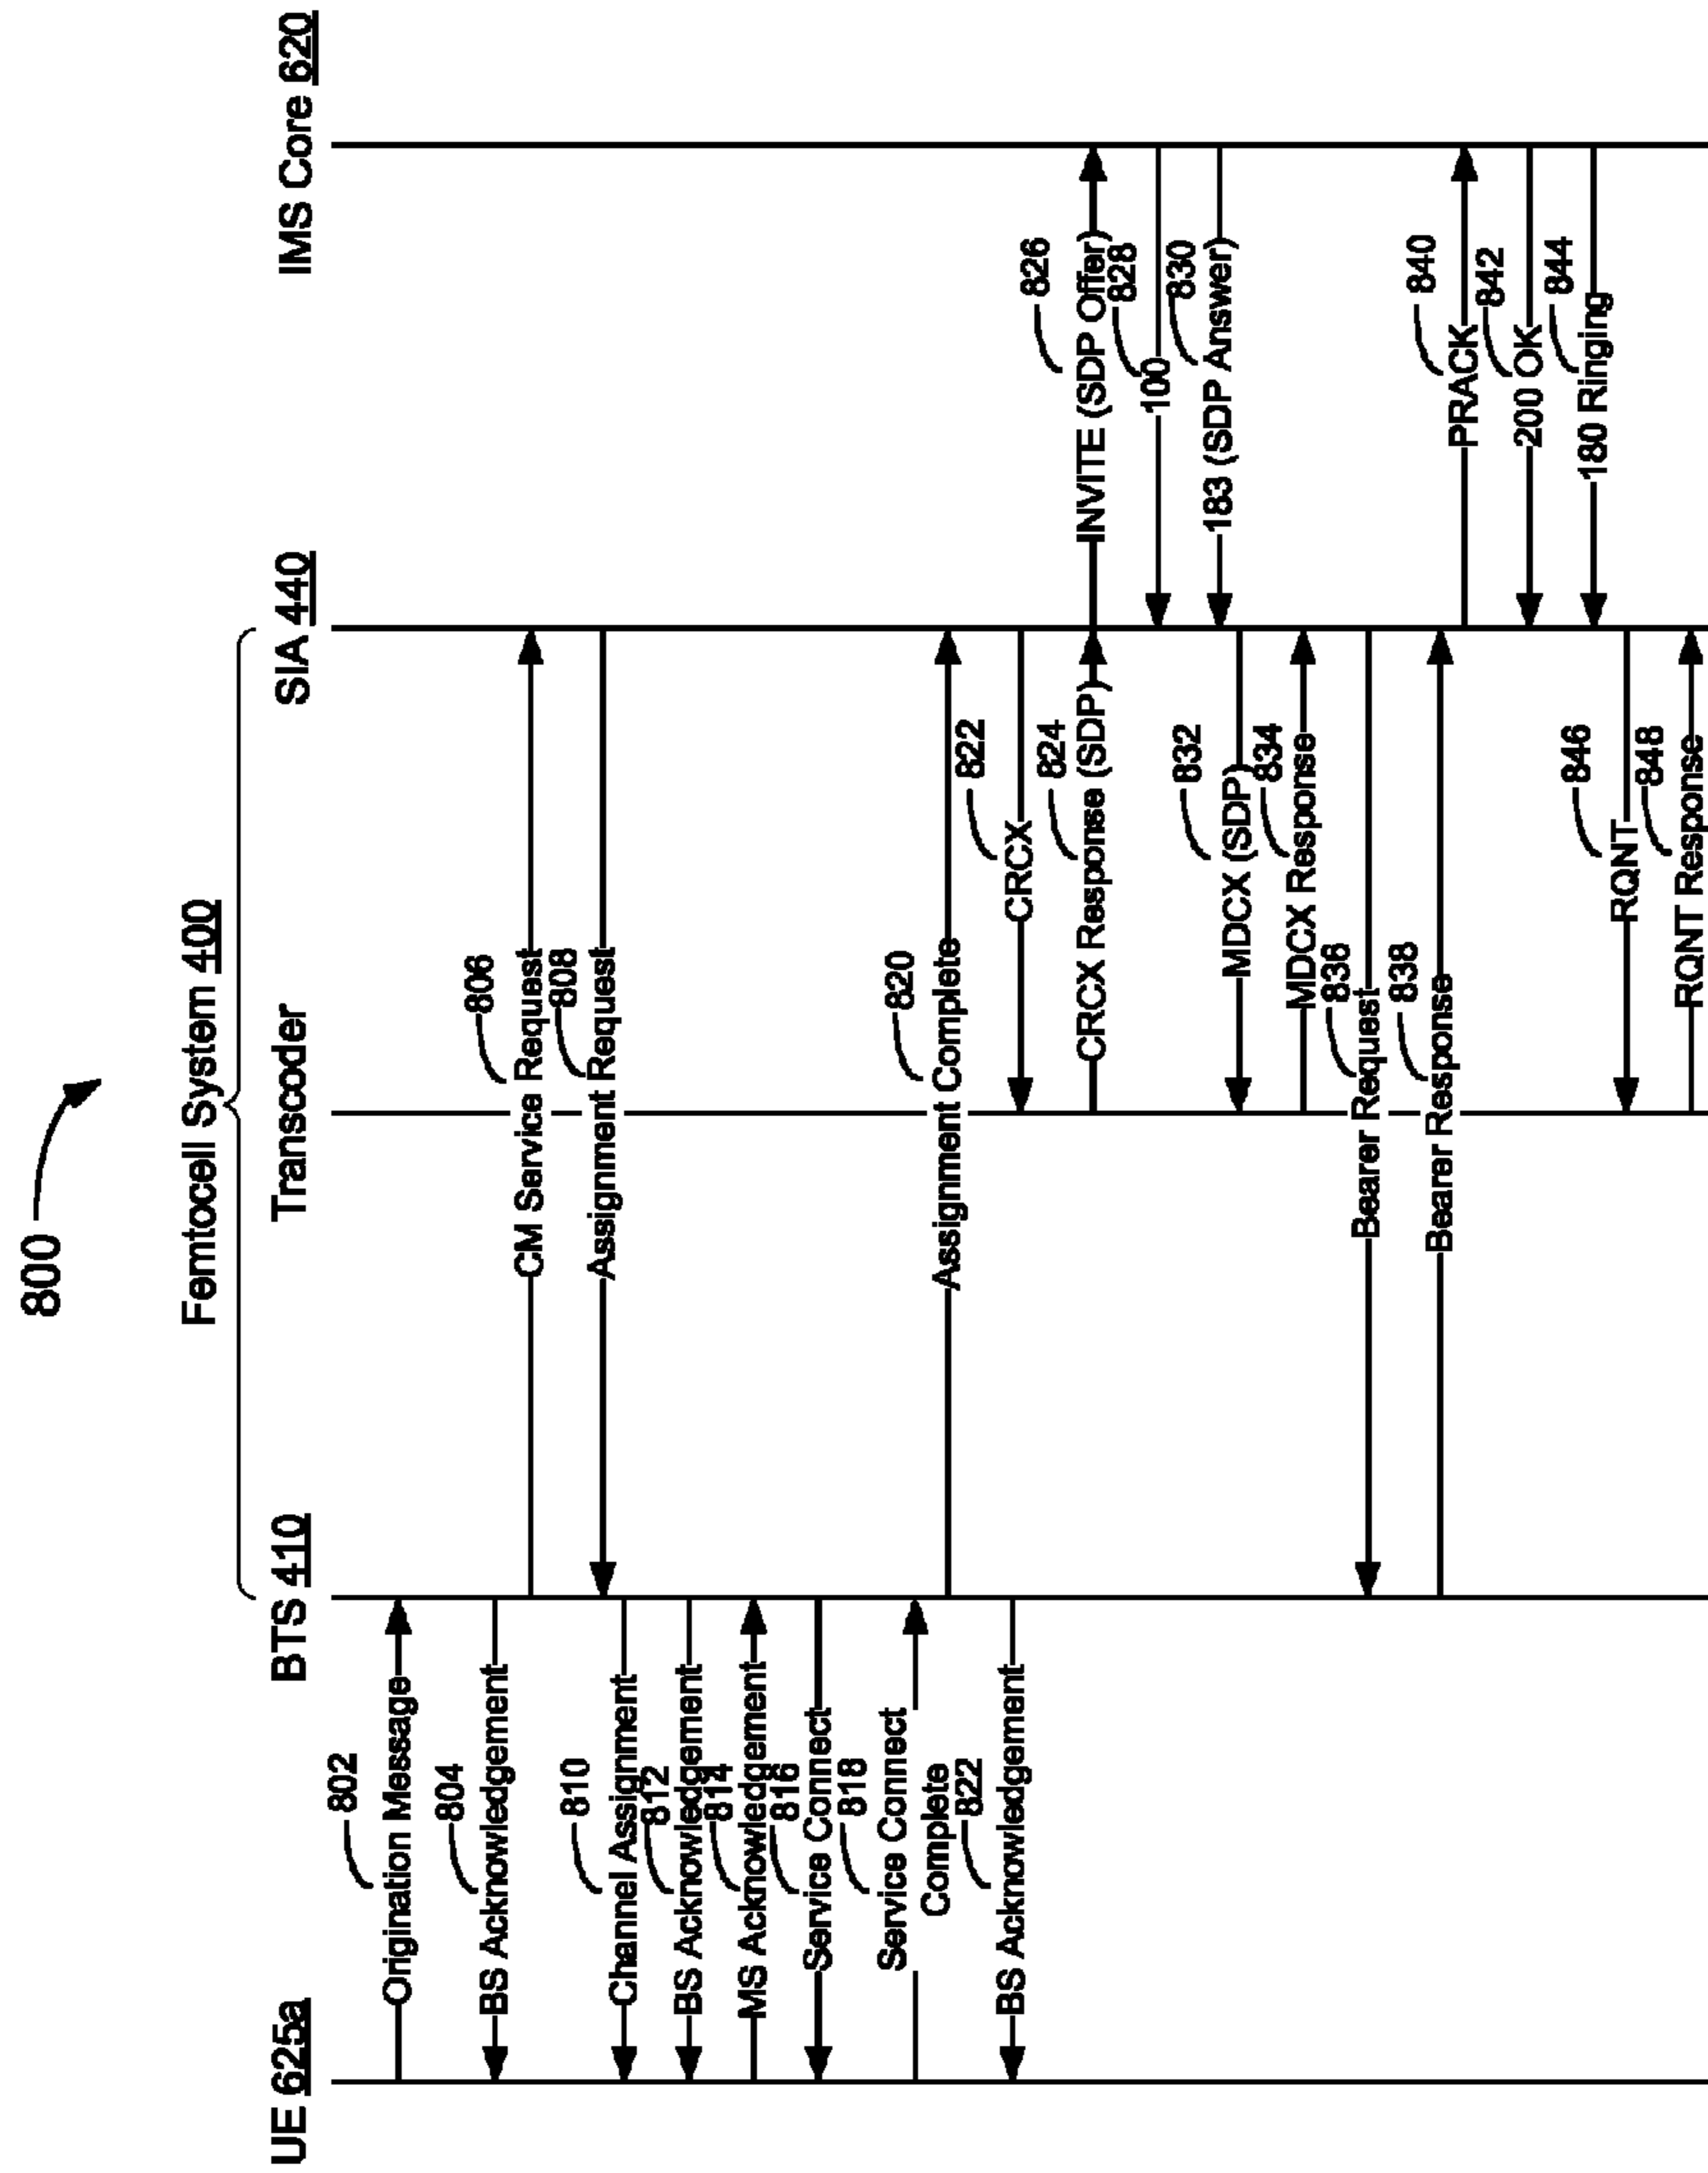 800
Femtocell System 400
UE 625a
BTS 410
Transcoder
SIA 440
IMS Core 620
802
Origination Message
804
BS Acknowledgement
806
CM Service Request
808
Assignment Request
810
Channel Assignment
812
BS Acknowledgement
814
MS Acknowledgement
816
Service Connect
818
Service Connect
Complete
820
Assignment Complete
822
BS Acknowledgement
822
CRCX
824
CRCX Response (SDP)
826
INVITE (SDP Offer)
828
100
830
183 (SDP Answer)
832
MDCX (SDP)
834
MDCX Response
836
Bearer Request
838
Bearer Response
840
PRACK
842
200 OK
844
180 Ringing
846
RQNT
848
RQNT Response